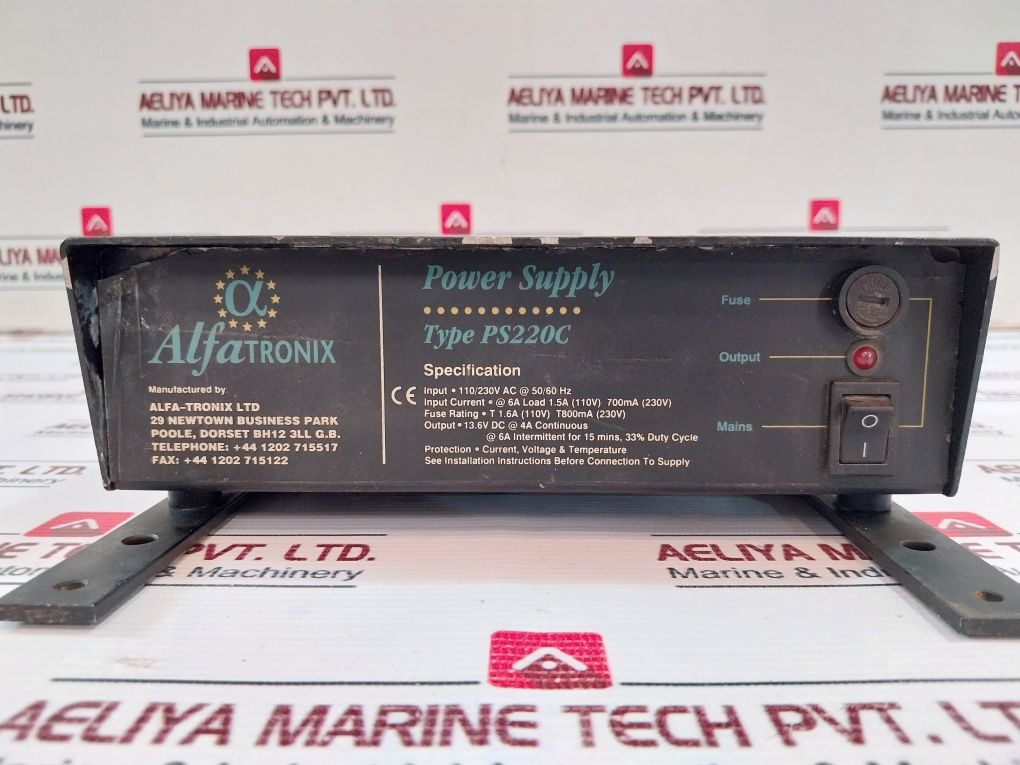 LTD.
AELIYA MARINE TECH PVT. LTD.
AELIYA MARINE TECH PVT. LTD.
AELIYA MARINE
Marine & Industrial Automation & Machinery
Marine & Industrial Automation & Machinery
Marine & Industrial
α
AlfaTRONIX
Manufactured by:
ALFA-TRONIX LTD
29 NEWTOWN BUSINESS PARK
POOLE, DORSET BH12 3LL G.B.
TELEPHONE: +44 1202 715517
FAX: +44 1202 715122
Power Supply
Type PS220C
Specification
CE
Input • 110/230V AC @ 50/60 Hz
Input Current • @ 6A Load 1.5A (110V) 700mA (230V)
Fuse Rating • T 1.6A (110V) T800mA (230V)
Output • 13.6V DC @ 4A Continuous
@ 6A Intermittent for 15 mins, 33% Duty Cycle
Protection • Current, Voltage & Temperature
See Installation Instructions Before Connection To Supply
Fuse
FUSE
Output
Mains
O
I
TECH PVT. LTD.
& Machinery
AELIYA MARINE
Marine & Ind
AELIYA MARINE TECH PVT. LTD.